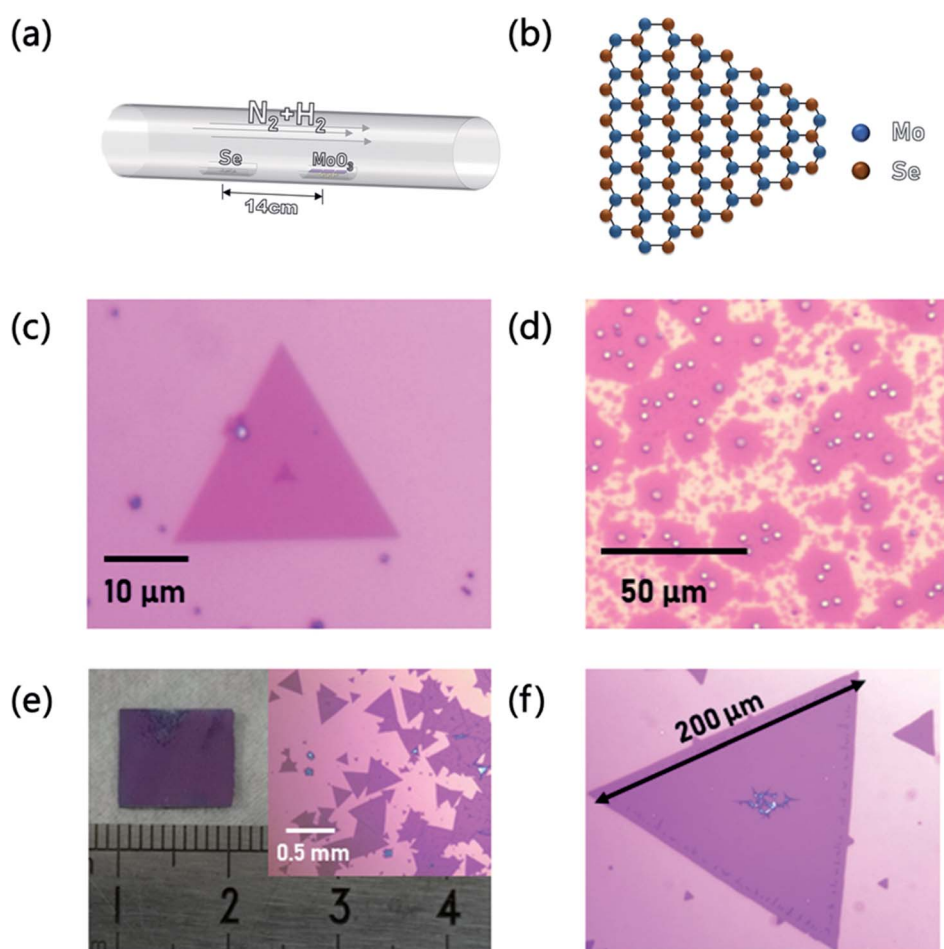 (a)
N₂+H₂
Se
MoO₃
14cm
(b)
Mo
Se
(c)
10 μm
(d)
50 μm
(e)
0.5 mm
1 2 3 4
(f)
200 μm